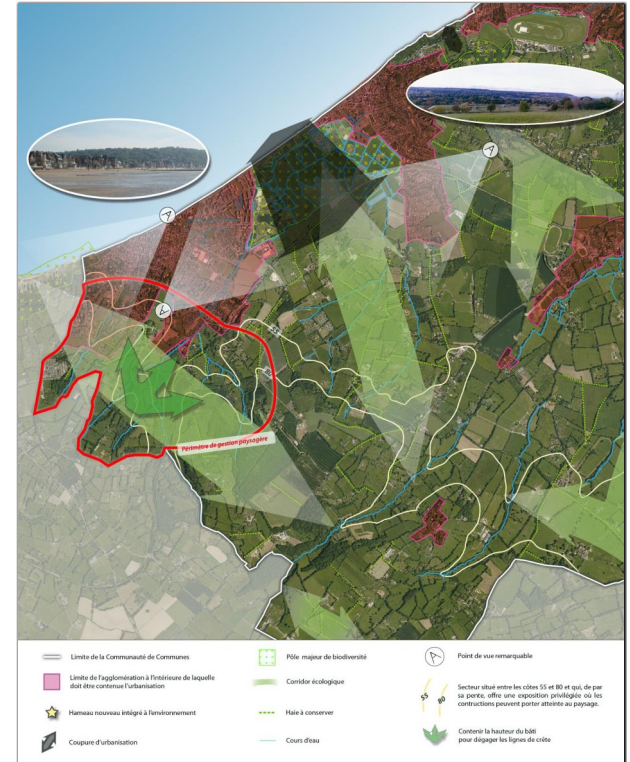 55
80
Périmètre de gestion paysagère
Limite de la Communauté de Communes
Limite de l'agglomération à l'intérieure de laquelle
doit être contenue l'urbanisation
Hameau nouveau intégré à l'environnement
Coupure d'urbanisation
Pôle majeur de biodiversité
Corridor écologique
Haie à conserver
Cours d'eau
Point de vue remarquable
55 80
Secteur situé entre les côtes 55 et 80 et qui, de par
sa pente, offre une exposition privilégiée où les
contructions peuvent porter atteinte au paysage.
Contenir la hauteur du bâti
pour dégager les lignes de crête